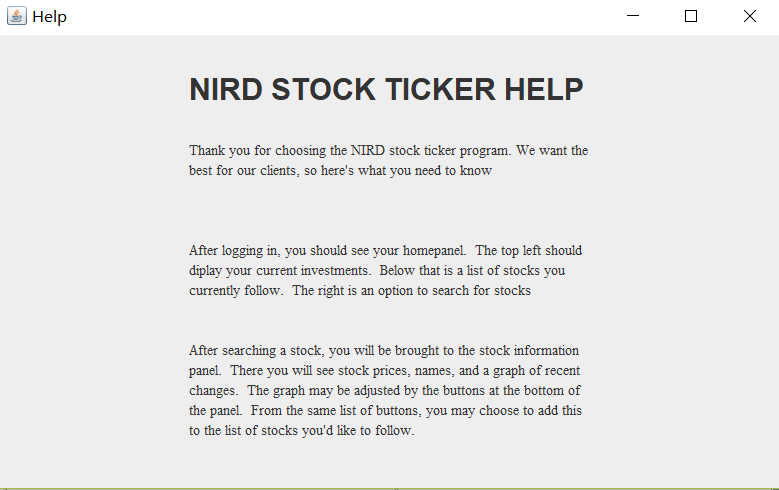 Help
NIRD STOCK TICKER HELP
Thank you for choosing the NIRD stock ticker program. We want the
best for our clients, so here's what you need to know
After logging in, you should see your homepanel.  The top left should
diplay your current investments.  Below that is a list of stocks you
currently follow.  The right is an option to search for stocks
After searching a stock, you will be brought to the stock information
panel.  There you will see stock prices, names, and a graph of recent
changes.  The graph may be adjusted by the buttons at the bottom of
the panel.  From the same list of buttons, you may choose to add this
to the list of stocks you'd like to follow.